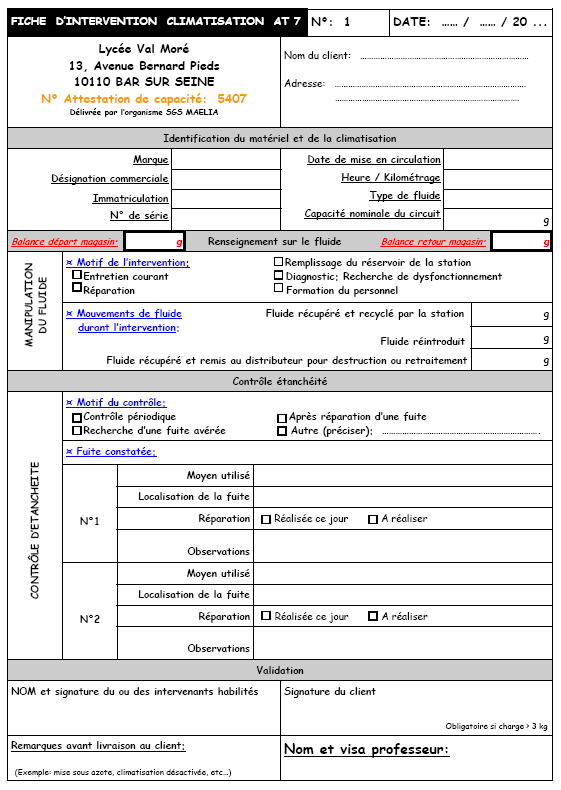 FICHE D'INTERVENTION CLIMATISATION AT 7 N°: 1 DATE: ...... / ...... / 20 ...
Lycée Val Moré
13, Avenue Bernard Pieds
10110 BAR SUR SEINE
N° Attestation de capacité: 5407
Délivrée par l'organisme SGS MAELIA
Nom du client: ..............................................................
Adresse: ..............................................................
..............................................................
Identification du matériel et de la climatisation
Marque
Désignation commerciale
Immatriculation
N° de série
Date de mise en circulation
Heure / Kilométrage
Type de fluide
Capacité nominale du circuit g
Balance départ magasin: g Renseignement sur le fluide Balance retour magasin: g
MANIPULATION
DU FLUIDE
¤ Motif de l'intervention:
Entretien courant
Réparation
Remplissage du réservoir de la station
Diagnostic; Recherche de dysfonctionnement
Formation du personnel
¤ Mouvements de fluide
durant l'intervention:
Fluide récupéré et recyclé par la station g
Fluide réintroduit g
Fluide récupéré et remis au distributeur pour destruction ou retraitement g
Contrôle étanchéité
CONTRÔLE D'ETANCHEITE
¤ Motif du contrôle:
Contrôle périodique Après réparation d'une fuite
Recherche d'une fuite avérée Autre (préciser): ..............................................................
¤ Fuite constatée:
N°1
Moyen utilisé
Localisation de la fuite
Réparation Réalisée ce jour A réaliser
Observations
N°2
Moyen utilisé
Localisation de la fuite
Réparation Réalisée ce jour A réaliser
Observations
Validation
NOM et signature du ou des intervenants habilités
Signature du client
Obligatoire si charge > 3 kg
Remarques avant livraison au client:
(Exemple: mise sous azote, climatisation désactivée, etc...)
Nom et visa professeur: